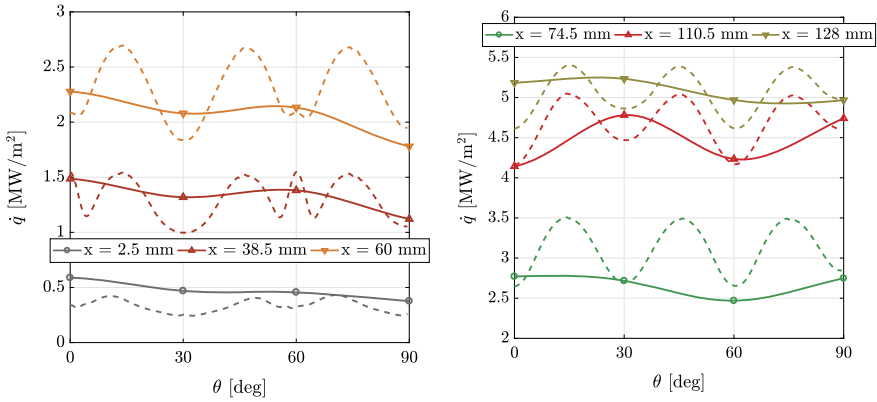 3
2.5
2
1.5
1
0.5
0
q̇ [MW/m²]
x = 2.5 mm x = 38.5 mm x = 60 mm
0 30 60 90
θ [deg]
6
5.5
5
4.5
4
3.5
3
2.5
2
q̇ [MW/m²]
x = 74.5 mm x = 110.5 mm x = 128 mm
0 30 60 90
θ [deg]